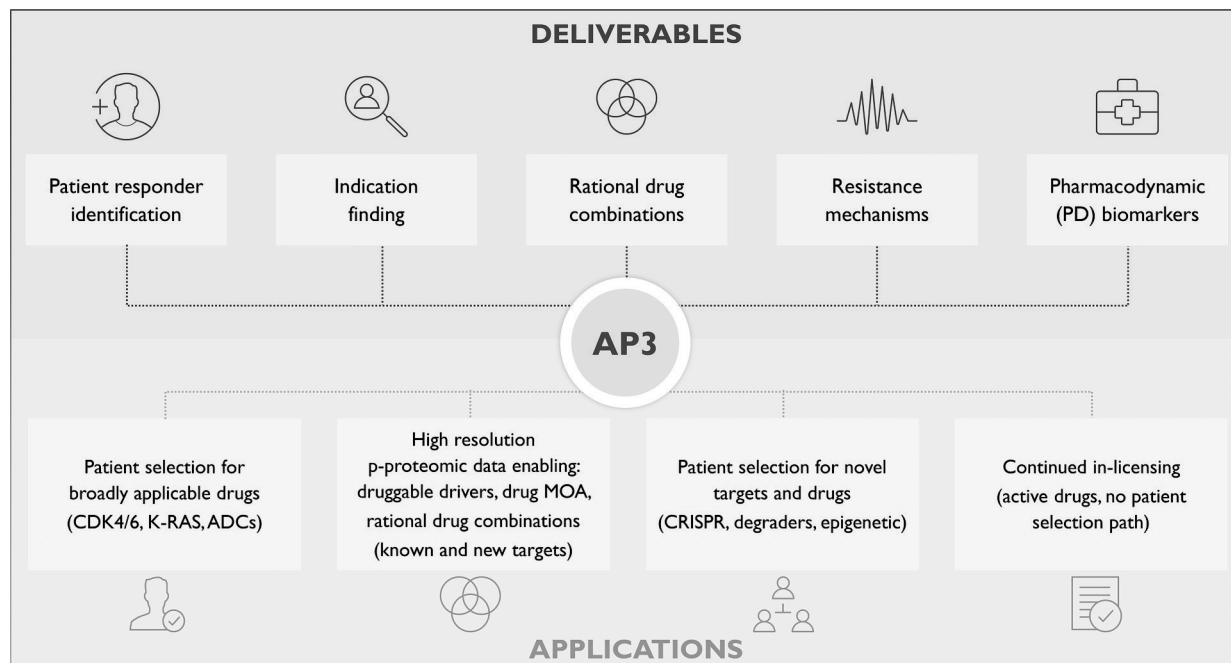 DELIVERABLES
Patient responder
identification
Indication
finding
Rational drug
combinations
Resistance
mechanisms
Pharmacodynamic
(PD) biomarkers
AP3
Patient selection for
broadly applicable drugs
(CDK4/6, K-RAS, ADCs)
High resolution
p-proteomic data enabling:
druggable drivers, drug MOA,
rational drug combinations
(known and new targets)
Patient selection for novel
targets and drugs
(CRISPR, degraders, epigenetic)
Continued in-licensing
(active drugs, no patient
selection path)
APPLICATIONS